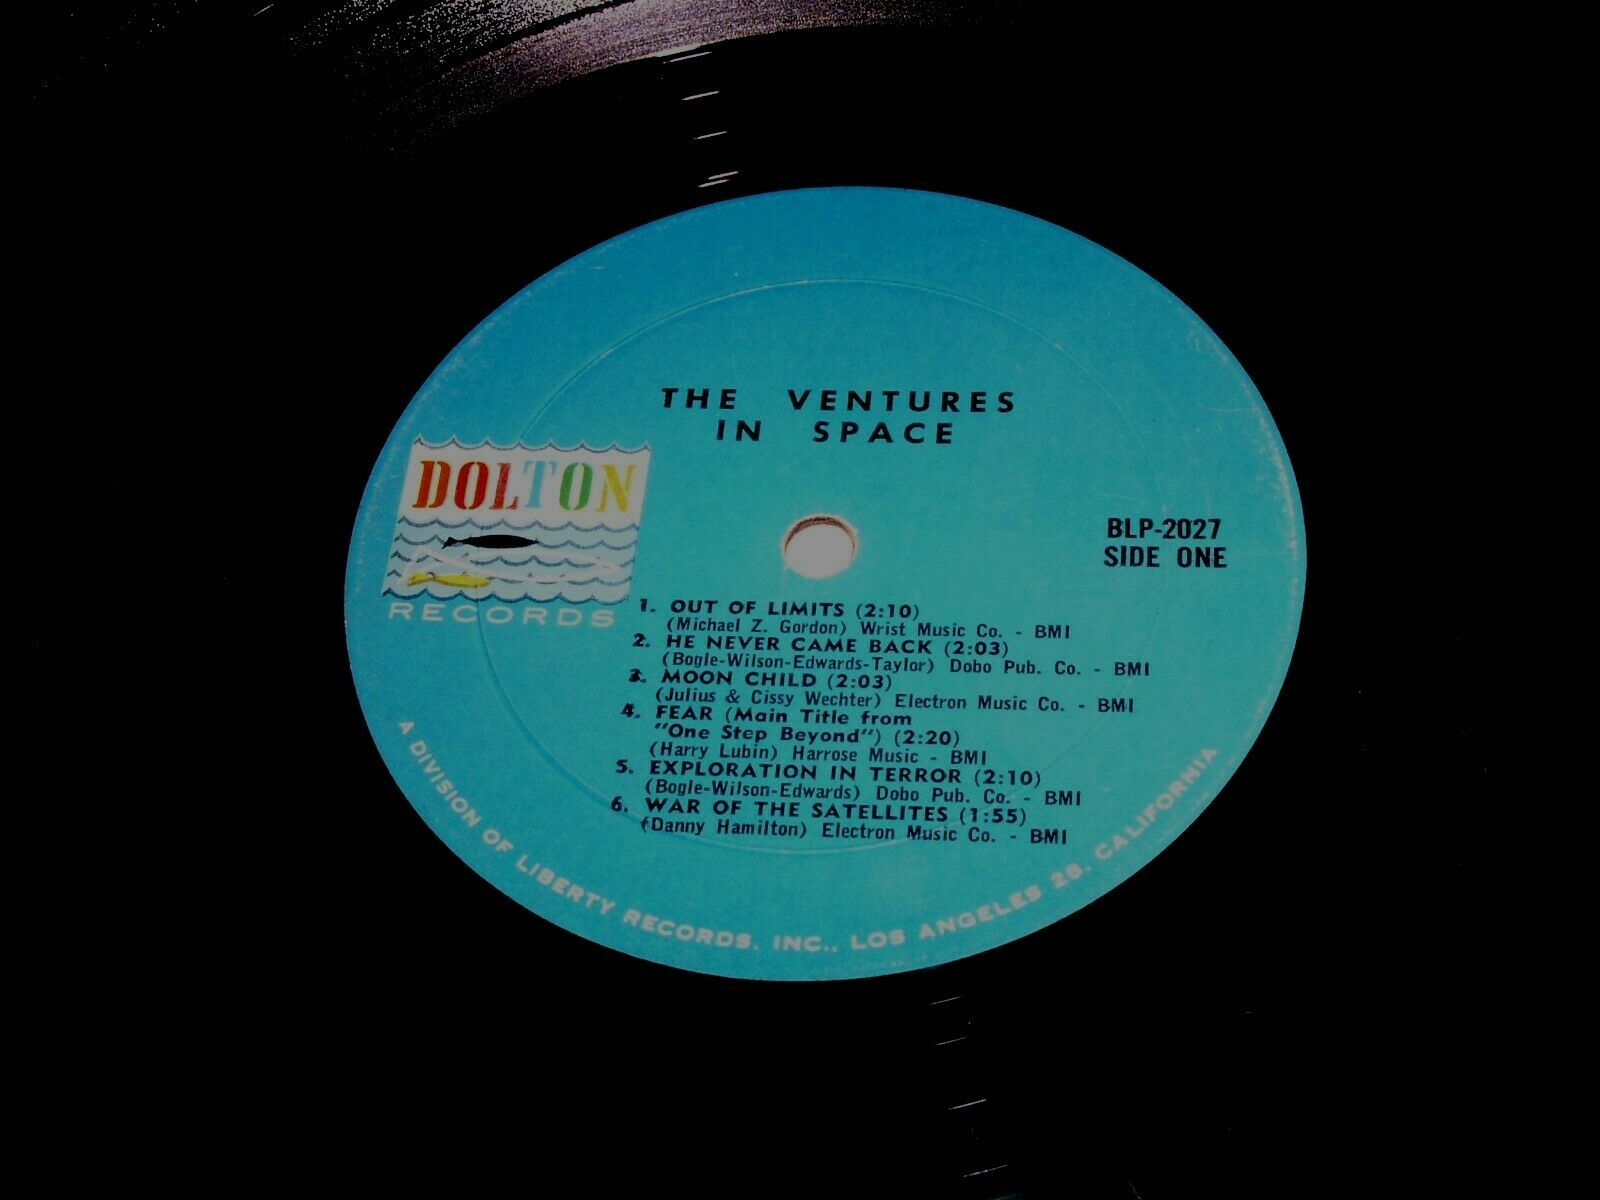 THE VENTURES
IN SPACE
DOLTON
RECORDS
BLP-2027
SIDE ONE
1. OUT OF LIMITS (2:10)
(Michael Z. Gordon) Wrist Music Co. - BMI
2. HE NEVER CAME BACK (2:03)
(Bogle-Wilson-Edwards-Taylor) Dobo Pub. Co. - BMI
3. MOON CHILD (2:03)
(Julius & Cissy Wechter) Electron Music Co. - BMI
4. FEAR (Main Title from
"One Step Beyond") (2:20)
(Harry Lubin) Harrose Music - BMI
5. EXPLORATION IN TERROR (2:10)
(Bogle-Wilson-Edwards) Dobo Pub. Co. - BMI
6. WAR OF THE SATELLITES (1:55)
(Danny Hamilton) Electron Music Co. - BMI
A DIVISION OF LIBERTY RECORDS, INC., LOS ANGELES 28, CALIFORNIA